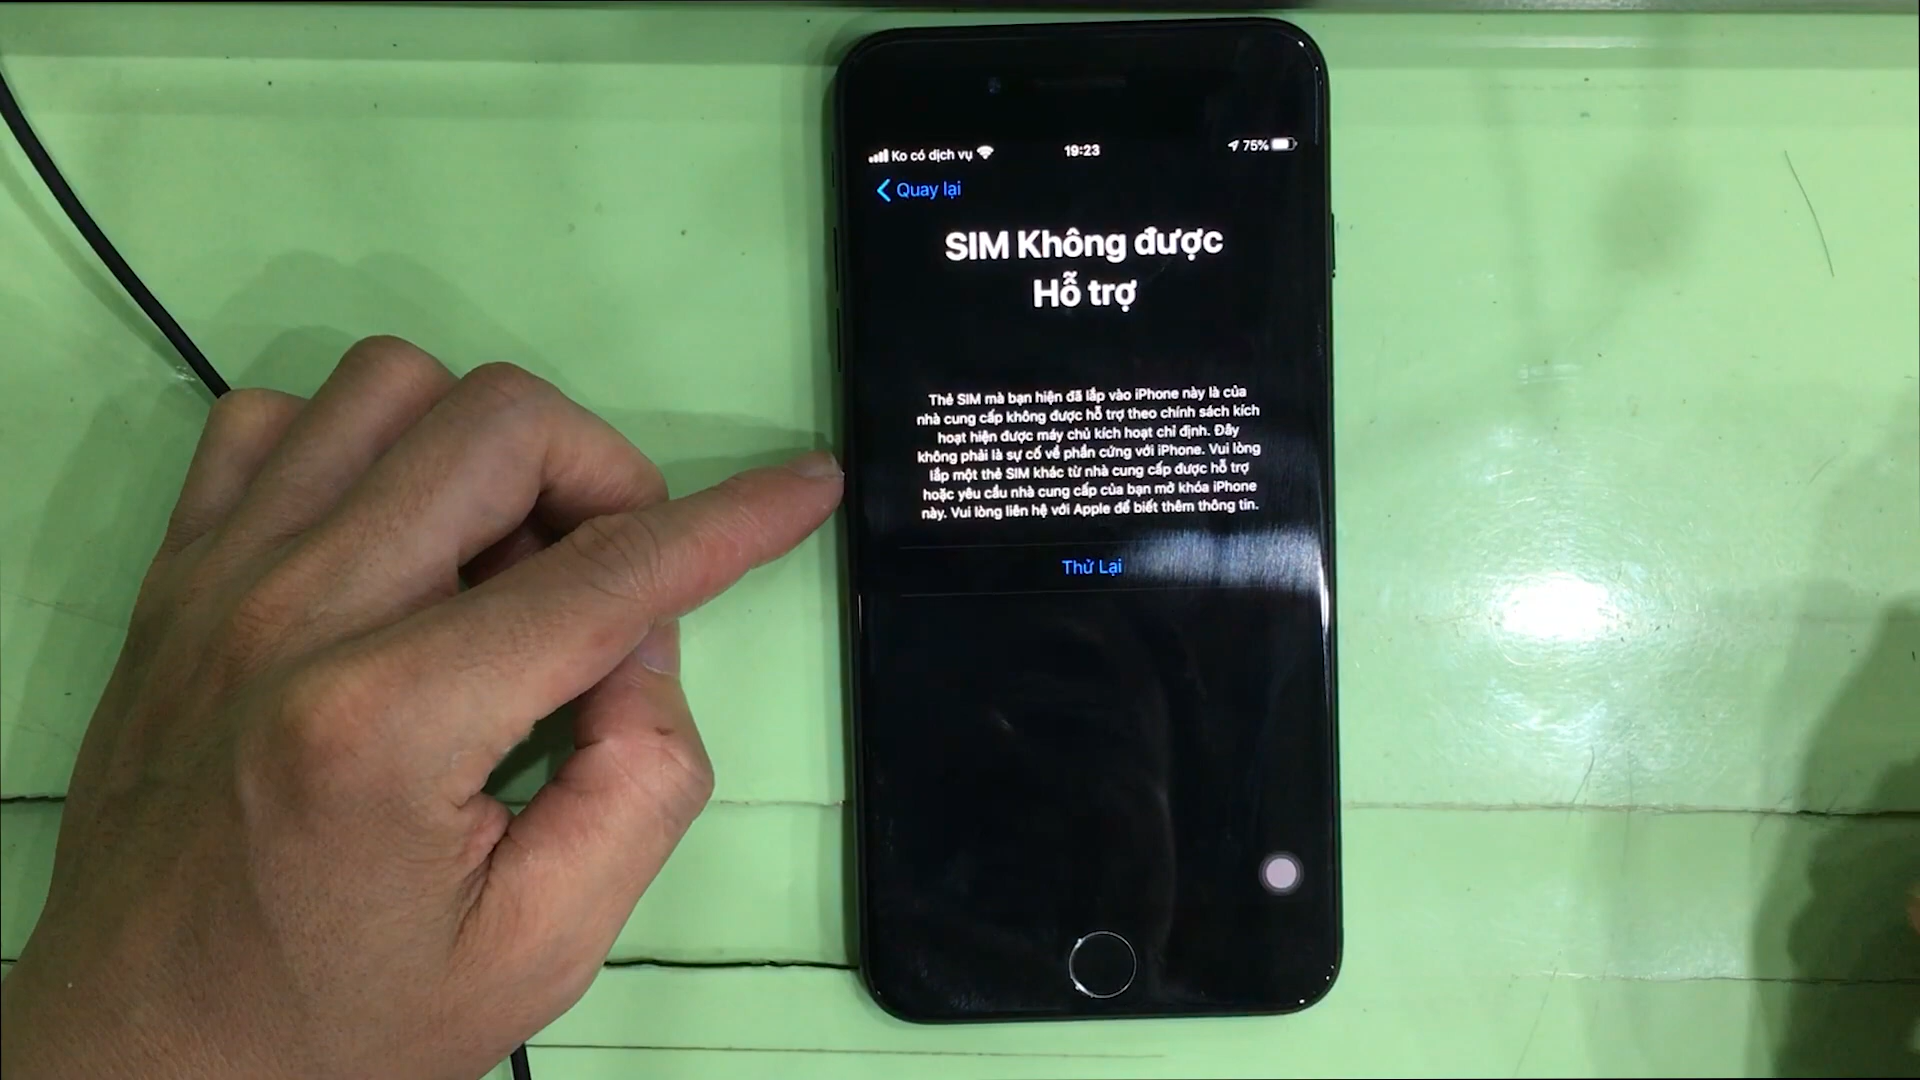 Ko có dịch vụ 19:23 75%
Quay lại
SIM Không được
Hỗ trợ
Thẻ SIM mà bạn hiện đã lắp vào iPhone này là của
nhà cung cấp không được hỗ trợ theo chính sách kích
hoạt hiện được máy chủ kích hoạt chỉ định. Đây
không phải là sự cố về phần cứng với iPhone. Vui lòng
lắp một thẻ SIM khác từ nhà cung cấp được hỗ trợ
hoặc yêu cầu nhà cung cấp của bạn mở khóa iPhone
này. Vui lòng liên hệ với Apple để biết thêm thông tin.
Thử Lại